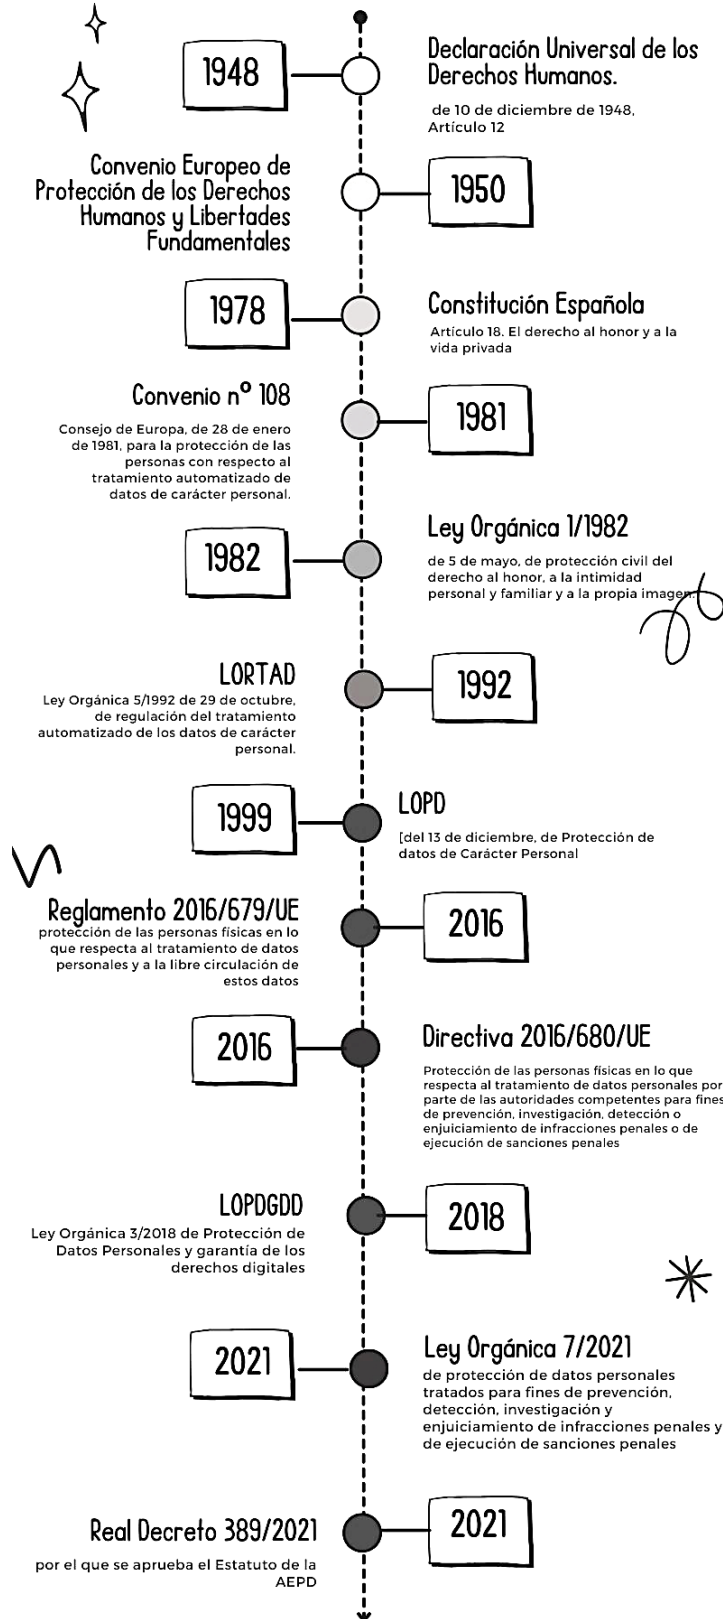 1948
Declaración Universal de los
Derechos Humanos.
de 10 de diciembre de 1948,
Artículo 12
Convenio Europeo de
Protección de los Derechos
Humanos y Libertades
Fundamentales
1950
1978
Constitución Española
Artículo 18. El derecho al honor y a la
vida privada
Convenio nº 108
Consejo de Europa, de 28 de enero
de 1981, para la protección de las
personas con respecto al
tratamiento automatizado de
datos de carácter personal.
1981
1982
Ley Orgánica 1/1982
de 5 de mayo, de protección civil del
derecho al honor, a la intimidad
personal y familiar y a la propia imagen.
LORTAD
Ley Orgánica 5/1992 de 29 de octubre,
de regulación del tratamiento
automatizado de los datos de carácter
personal.
1992
1999
LOPD
[del 13 de diciembre, de Protección de
datos de Carácter Personal
Reglamento 2016/679/UE
protección de las personas físicas en lo
que respecta al tratamiento de datos
personales y a la libre circulación de
estos datos
2016
2016
Directiva 2016/680/UE
Protección de las personas físicas en lo que
respecta al tratamiento de datos personales por
parte de las autoridades competentes para fines
de prevención, investigación, detección o
enjuiciamiento de infracciones penales o de
ejecución de sanciones penales
LOPDGDD
Ley Orgánica 3/2018 de Protección de
Datos Personales y garantía de los
derechos digitales
2018
2021
Ley Orgánica 7/2021
de protección de datos personales
tratados para fines de prevención,
detección, investigación y
enjuiciamiento de infracciones penales y
de ejecución de sanciones penales
Real Decreto 389/2021
por el que se aprueba el Estatuto de la
AEPD
2021